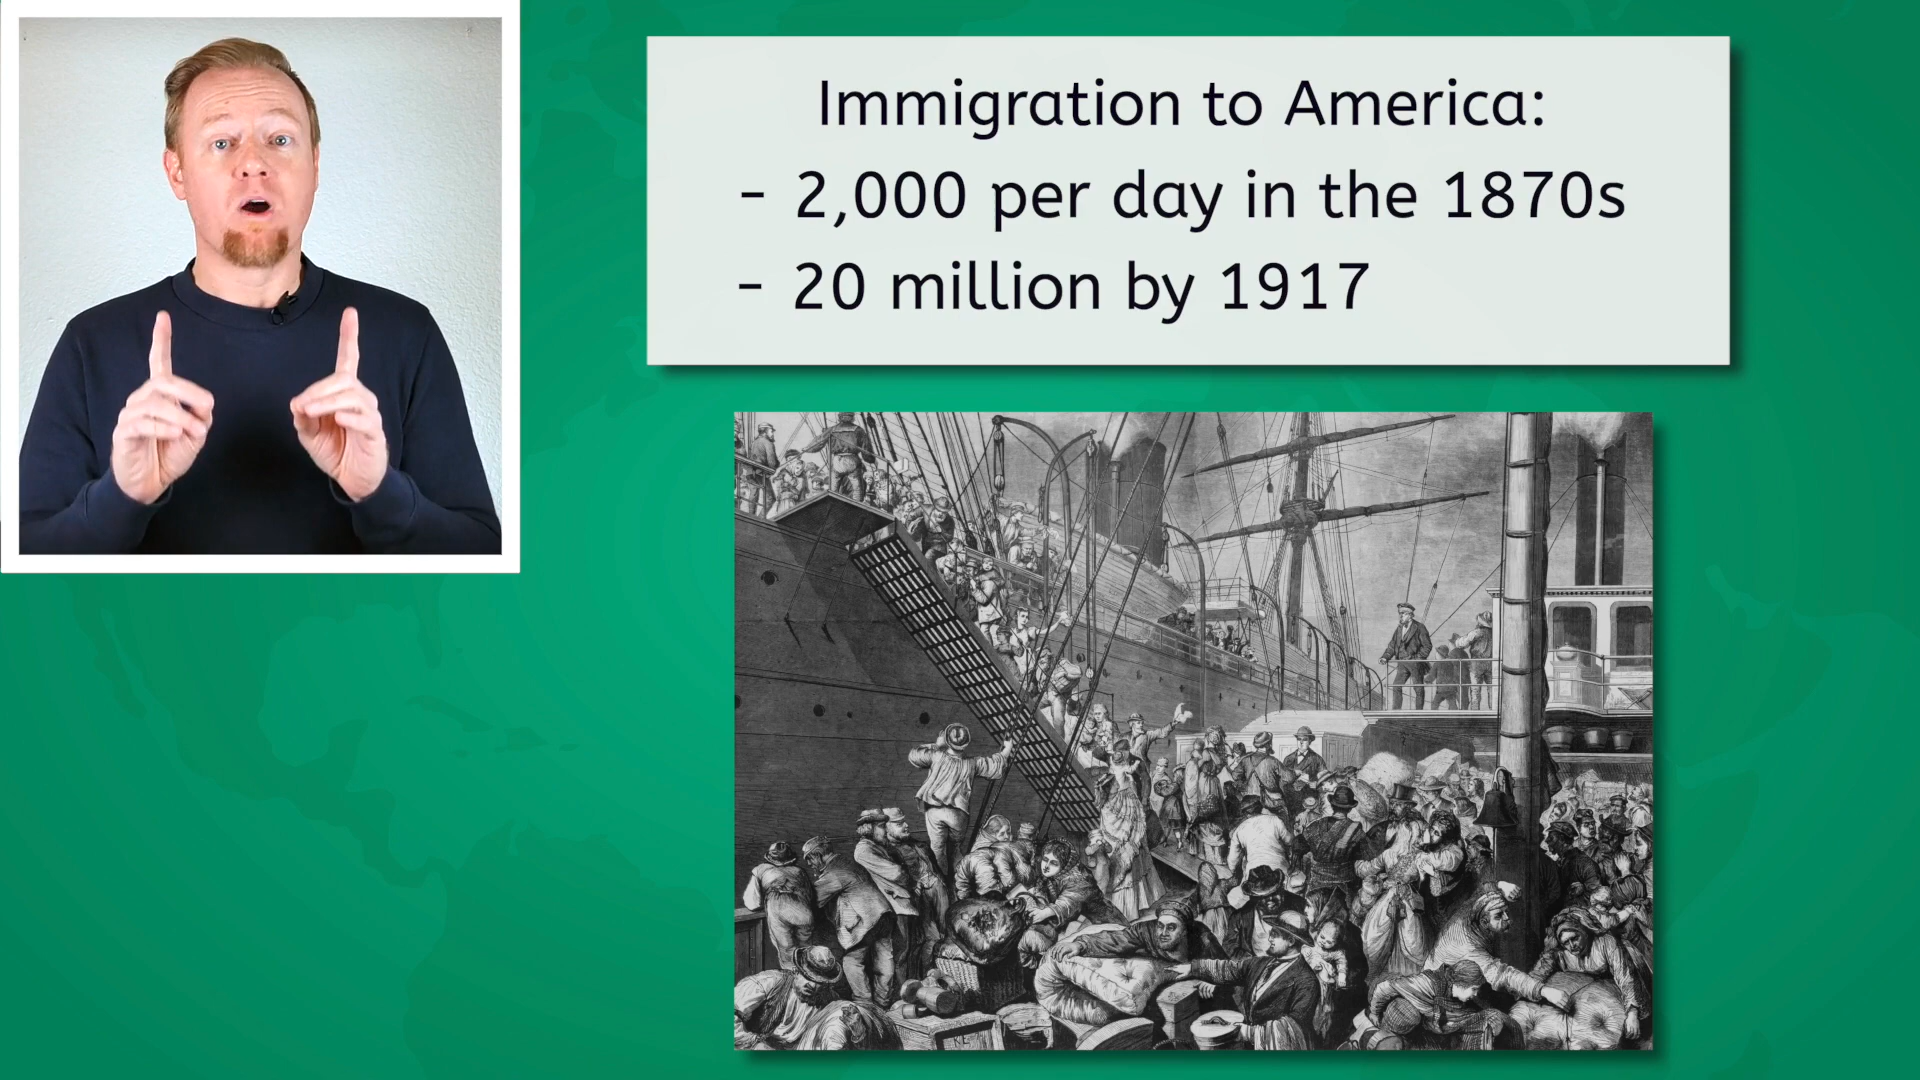 Immigration to America:
- 2,000 per day in the 1870s
- 20 million by 1917